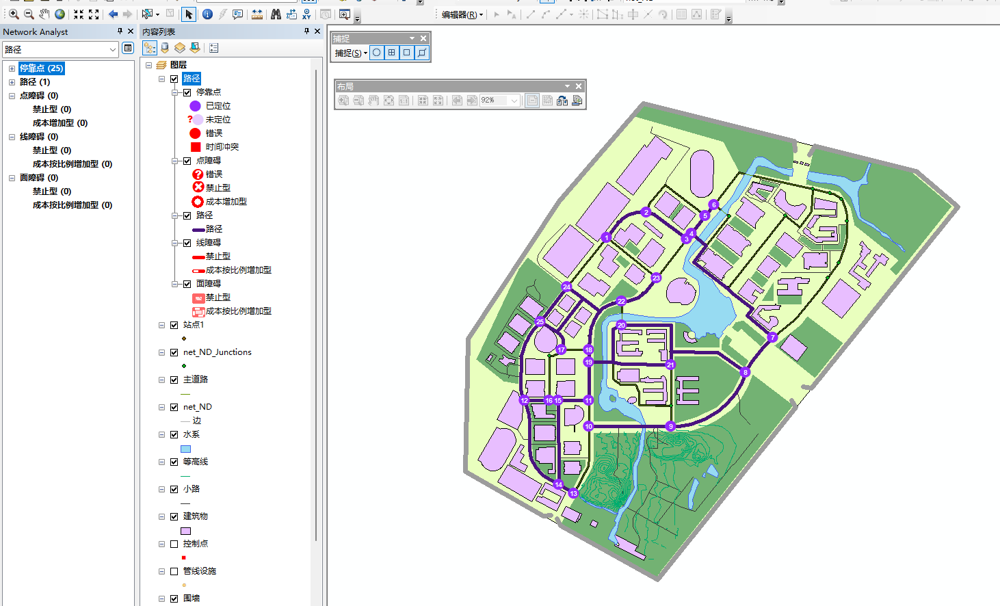 编辑器(R)
Network Analyst
路径
停靠点 (25)
路径 (1)
点障碍 (0)
禁止型 (0)
成本增加型 (0)
线障碍 (0)
禁止型 (0)
成本按比例增加型 (0)
面障碍 (0)
禁止型 (0)
成本按比例增加型 (0)
内容列表
图层
路径
停靠点
已定位
?
未定位
错误
时间冲突
点障碍
错误
禁止型
成本增加型
路径
路径
线障碍
禁止型
成本按比例增加型
面障碍
禁止型
成本按比例增加型
站点1
net_ND_Junctions
主道路
net_ND
边
水系
等高线
小路
建筑物
控制点
管线设施
围墙
捕捉
捕捉(S)
布局
92%
6
2
5
4
1
3
23
24
22
25
20
7
17
18
19
21
8
12
16
15
11
10
9
14
13